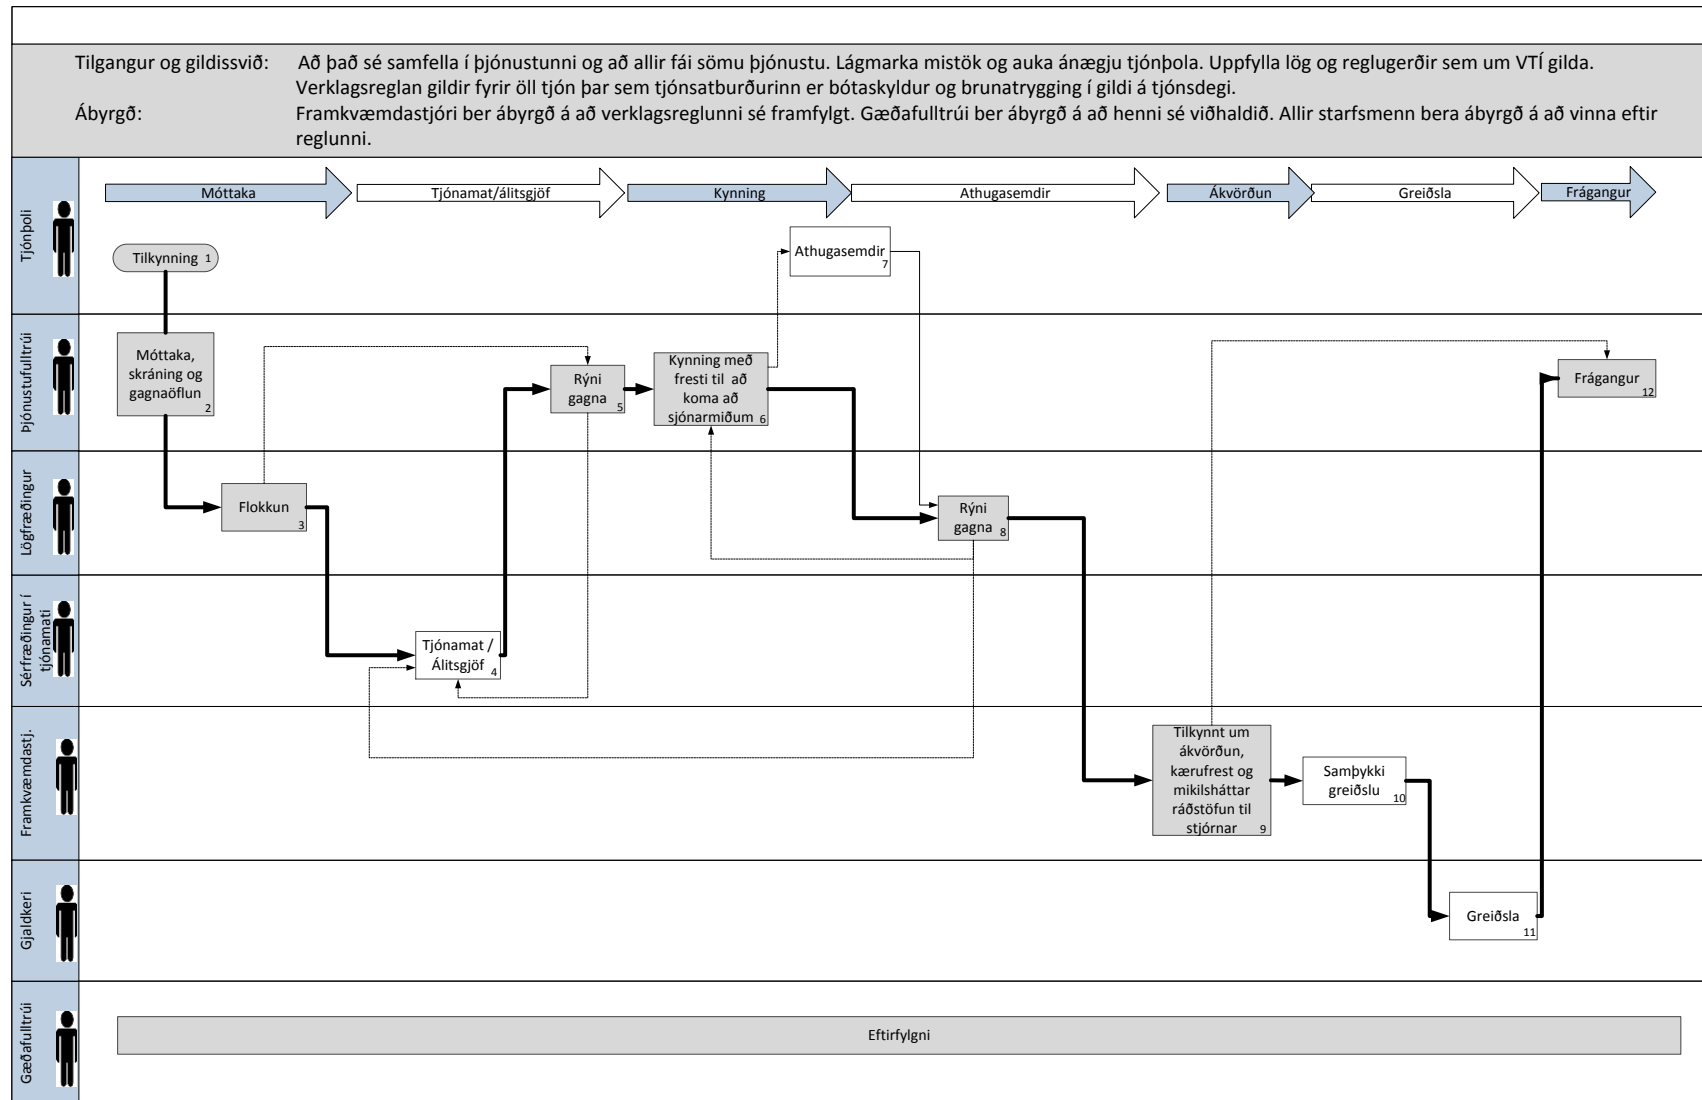 Tilgangur og gildissvið: Að það sé samfella í þjónustunni og að allir fái sömu þjónustu. Lágmarka mistök og auka ánægju tjónþola. Uppfylla lög og reglugerðir sem um VTÍ gilda.
Verklagsreglan gildir fyrir öll tjón þar sem tjónsatburðurinn er bótaskyldur og brunatrygging í gildi á tjónsdegi.
Ábyrgð: Framkvæmdastjóri ber ábyrgð á að verklagsreglunni sé framfylgt. Gæðafulltrúi ber ábyrgð á að henni sé viðhaldið. Allir starfsmenn bera ábyrgð á að vinna eftir
reglunni.
Móttaka
Tjónamat/álitsgjöf
Kynning
Athugasemdir
Ákvörðun
Greiðsla
Frágangur
Tjónþoli
Tilkynning 1
Athugasemdir
7
Þjónustufulltrúi
Móttaka,
skráning og
gagnaöflun
2
Rýni
gagna
5
Kynning með
fresti til að
koma að
sjónarmiðum
6
Frágangur
12
Lögfræðingur
Flokkun
3
Rýni
gagna
8
Sérfræðingur í
tjónamati
Tjónamat /
Álitsgjöf
4
Framkvæmdastj.
Tilkynnt um
ákvörðun,
kærufrest og
mikilsháttar
ráðstöfun til
stjórnar
9
Samþykki
greiðslu
10
Gjaldkeri
Greiðsla
11
Gæðafulltrúi
Eftirfylgni